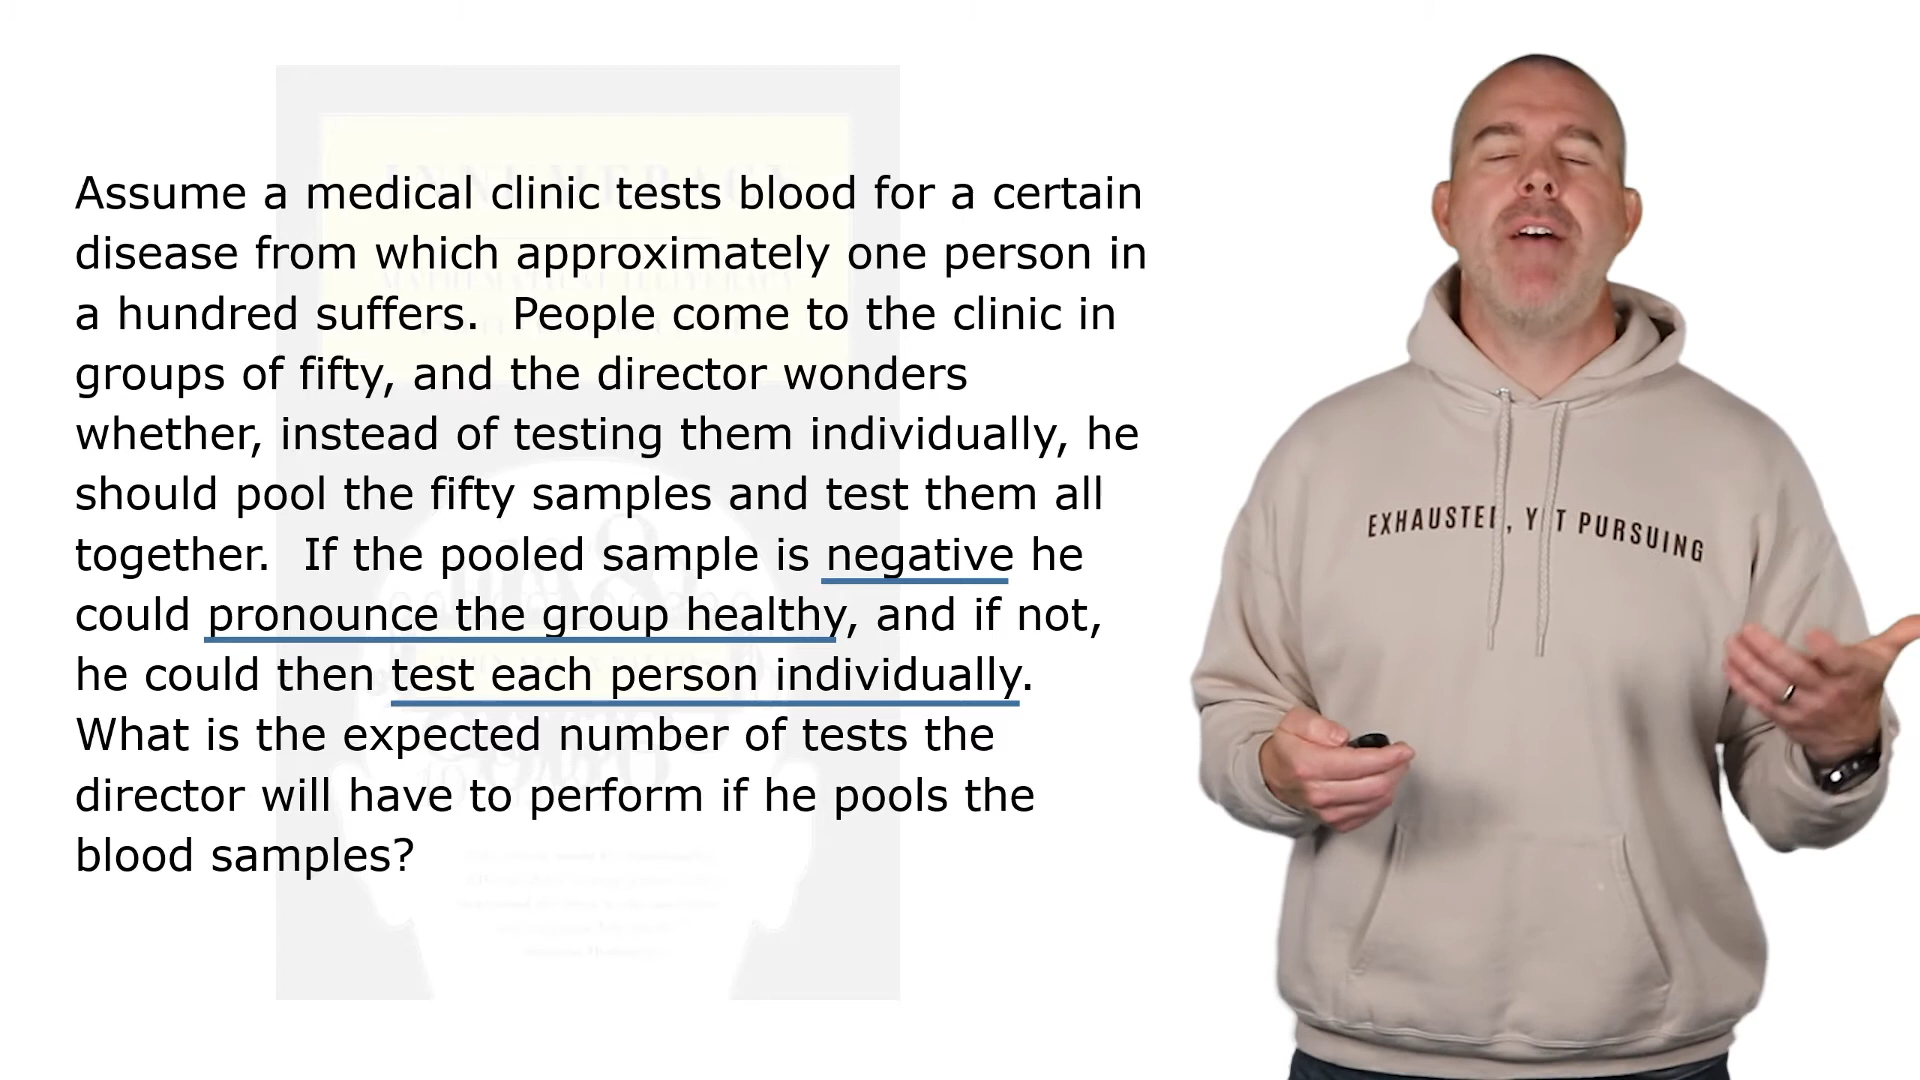 Assume a medical clinic tests blood for a certain
disease from which approximately one person in
a hundred suffers.  People come to the clinic in
groups of fifty, and the director wonders
whether, instead of testing them individually, he
should pool the fifty samples and test them all
together.  If the pooled sample is negative he
could pronounce the group healthy, and if not,
he could then test each person individually.
What is the expected number of tests the
director will have to perform if he pools the
blood samples?
EXHAUSTED, YET PURSUING